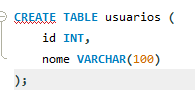 CREATE TABLE usuarios (
    id INT,
    nome VARCHAR(100)
);